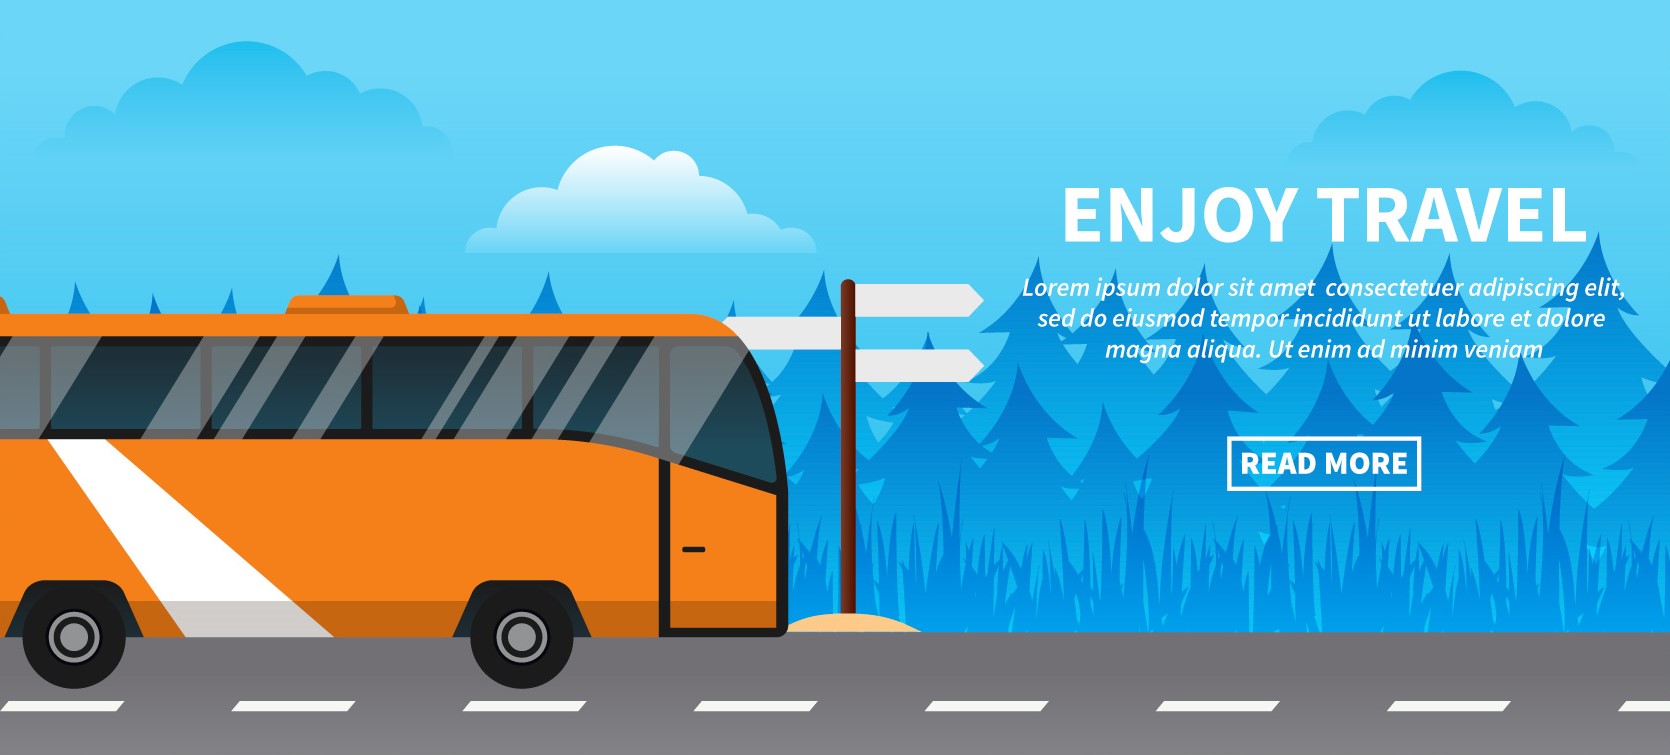 ENJOY TRAVEL
Lorem ipsum dolor sit amet consectetuer adipiscing elit,
sed do eiusmod tempor incididunt ut labore et dolore
magna aliqua. Ut enim ad minim veniam
READ MORE